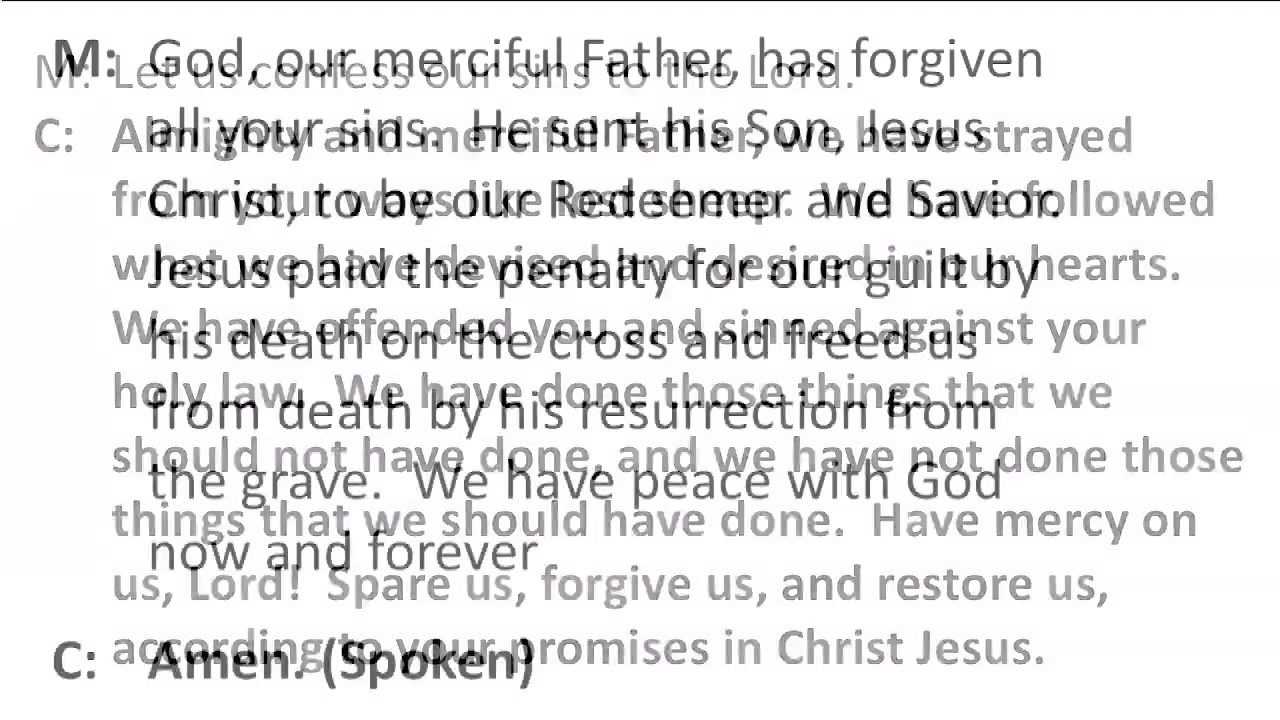 M: Let us confess our sins to the Lord.
C: Almighty and merciful Father, we have strayed
from your ways like lost sheep. We have followed
what we have devised and desired in our hearts.
We have offended you and sinned against your
holy law. We have done those things that we
should not have done, and we have not done those
things that we should have done. Have mercy on
us, Lord! Spare us, forgive us, and restore us,
according to your promises in Christ Jesus.
M: God, our merciful Father, has forgiven
all your sins. He sent his Son, Jesus
Christ, to be our Redeemer and Savior.
Jesus paid the penalty for our guilt by
his death on the cross and freed us
from death by his resurrection from
the grave. We have peace with God
now and forever
C: Amen. (Spoken)